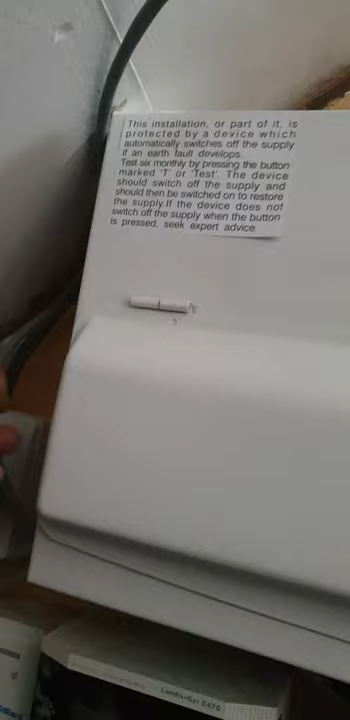 This installation, or part of it, is
protected by a device which
automatically switches off the supply
if an earth fault develops.
Test six monthly by pressing the button
marked 'T' or 'Test'. The device
should switch off the supply and
should then be switched on to restore
the supply.If the device does not
switch off the supply when the button
is pressed, seek expert advice
Landis+Gyr E470